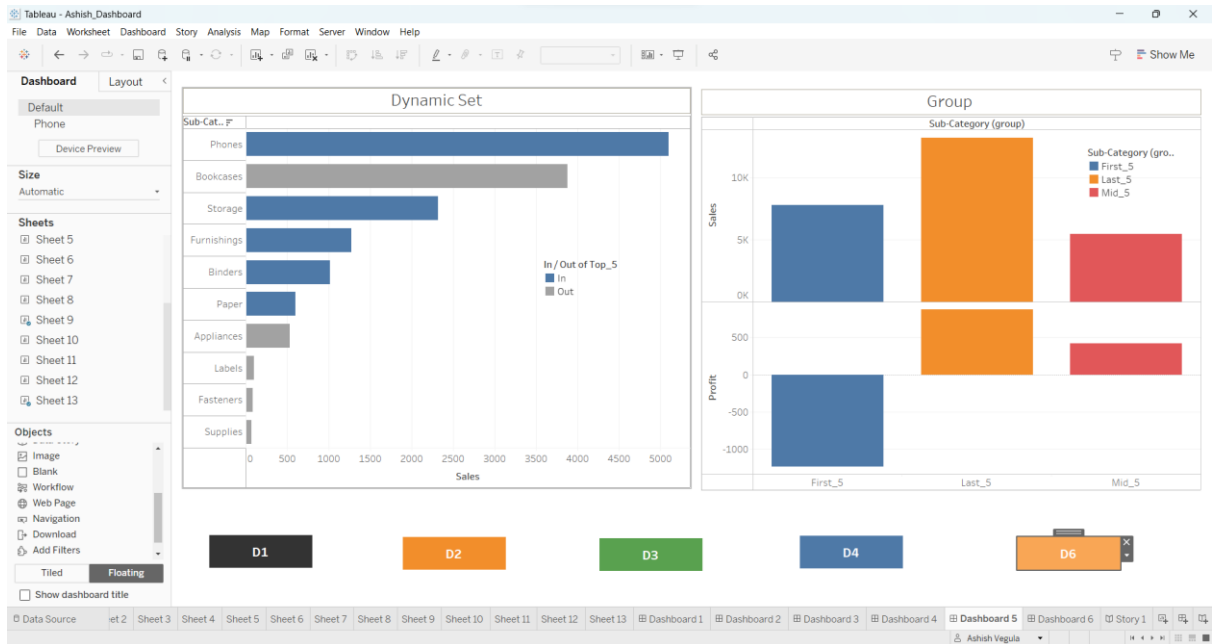 Tableau - Ashish_Dashboard
File Data Worksheet Dashboard Story Analysis Map Format Server Window Help
Show Me
Dashboard Layout
Default
Phone
Device Preview
Size
Automatic
Sheets
Sheet 5
Sheet 6
Sheet 7
Sheet 8
Sheet 9
Sheet 10
Sheet 11
Sheet 12
Sheet 13
Objects
Image
Blank
Workflow
Web Page
Navigation
Download
Add Filters
Tiled Floating
Show dashboard title
Dynamic Set
Sub-Cat..
Phones
Bookcases
Storage
Furnishings
Binders
Paper
Appliances
Labels
Fasteners
Supplies
0 500 1000 1500 2000 2500 3000 3500 4000 4500 5000
Sales
In / Out of Top_5
In
Out
Group
Sub-Category (group)
Sub-Category (gro..
First_5
Last_5
Mid_5
Sales
10K
5K
0K
Profit
500
0
-500
-1000
First_5 Last_5 Mid_5
D1 D2 D3 D4 D6
Data Source et2 Sheet 3 Sheet 4 Sheet 5 Sheet 6 Sheet 7 Sheet 8 Sheet 9 Sheet 10 Sheet 11 Sheet 12 Sheet 13 Dashboard 1 Dashboard 2 Dashboard 3 Dashboard 4 Dashboard 5 Dashboard 6 Story 1
Ashish Vegula